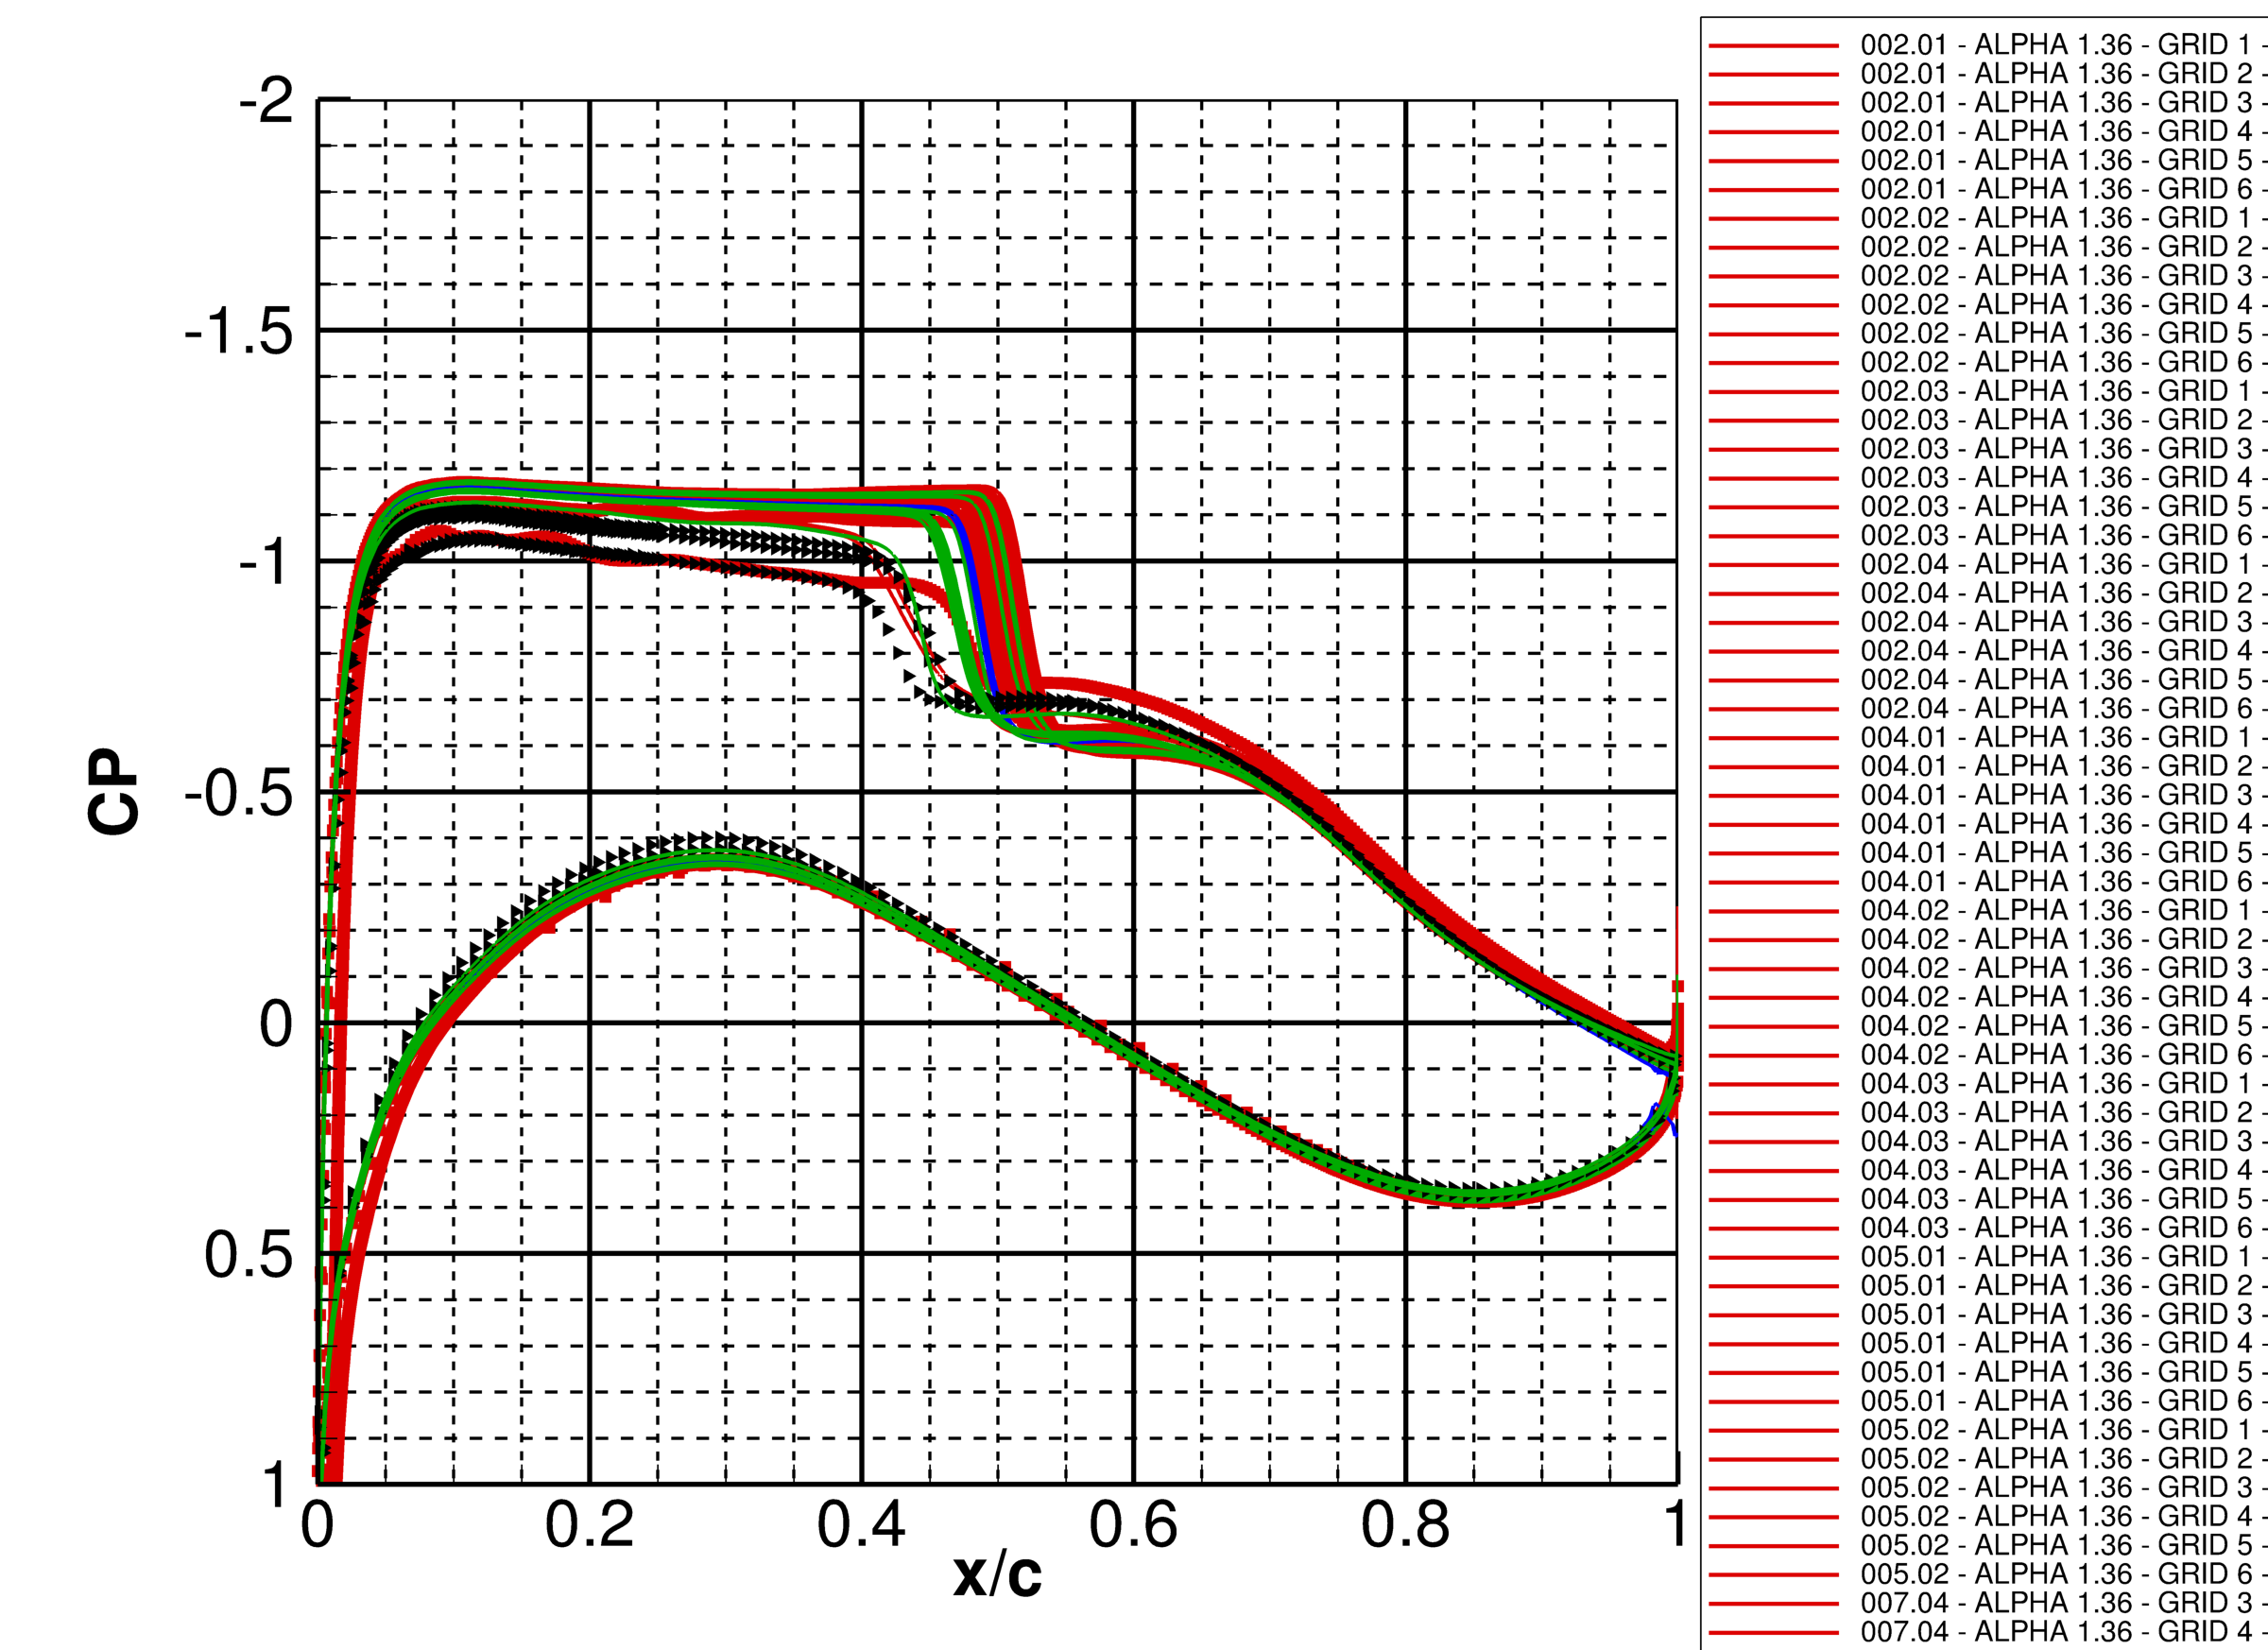 -2
-1.5
-1
-0.5
0
0.5
1
CP
0 0.2 0.4 0.6 0.8 1
x/c
002.01 - ALPHA 1.36 - GRID 1 -
002.01 - ALPHA 1.36 - GRID 2 -
002.01 - ALPHA 1.36 - GRID 3 -
002.01 - ALPHA 1.36 - GRID 4 -
002.01 - ALPHA 1.36 - GRID 5 -
002.01 - ALPHA 1.36 - GRID 6 -
002.02 - ALPHA 1.36 - GRID 1 -
002.02 - ALPHA 1.36 - GRID 2 -
002.02 - ALPHA 1.36 - GRID 3 -
002.02 - ALPHA 1.36 - GRID 4 -
002.02 - ALPHA 1.36 - GRID 5 -
002.02 - ALPHA 1.36 - GRID 6 -
002.03 - ALPHA 1.36 - GRID 1 -
002.03 - ALPHA 1.36 - GRID 2 -
002.03 - ALPHA 1.36 - GRID 3 -
002.03 - ALPHA 1.36 - GRID 4 -
002.03 - ALPHA 1.36 - GRID 5 -
002.03 - ALPHA 1.36 - GRID 6 -
002.04 - ALPHA 1.36 - GRID 1 -
002.04 - ALPHA 1.36 - GRID 2 -
002.04 - ALPHA 1.36 - GRID 3 -
002.04 - ALPHA 1.36 - GRID 4 -
002.04 - ALPHA 1.36 - GRID 5 -
002.04 - ALPHA 1.36 - GRID 6 -
004.01 - ALPHA 1.36 - GRID 1 -
004.01 - ALPHA 1.36 - GRID 2 -
004.01 - ALPHA 1.36 - GRID 3 -
004.01 - ALPHA 1.36 - GRID 4 -
004.01 - ALPHA 1.36 - GRID 5 -
004.01 - ALPHA 1.36 - GRID 6 -
004.02 - ALPHA 1.36 - GRID 1 -
004.02 - ALPHA 1.36 - GRID 2 -
004.02 - ALPHA 1.36 - GRID 3 -
004.02 - ALPHA 1.36 - GRID 4 -
004.02 - ALPHA 1.36 - GRID 5 -
004.02 - ALPHA 1.36 - GRID 6 -
004.03 - ALPHA 1.36 - GRID 1 -
004.03 - ALPHA 1.36 - GRID 2 -
004.03 - ALPHA 1.36 - GRID 3 -
004.03 - ALPHA 1.36 - GRID 4 -
004.03 - ALPHA 1.36 - GRID 5 -
004.03 - ALPHA 1.36 - GRID 6 -
005.01 - ALPHA 1.36 - GRID 1 -
005.01 - ALPHA 1.36 - GRID 2 -
005.01 - ALPHA 1.36 - GRID 3 -
005.01 - ALPHA 1.36 - GRID 4 -
005.01 - ALPHA 1.36 - GRID 5 -
005.01 - ALPHA 1.36 - GRID 6 -
005.02 - ALPHA 1.36 - GRID 1 -
005.02 - ALPHA 1.36 - GRID 2 -
005.02 - ALPHA 1.36 - GRID 3 -
005.02 - ALPHA 1.36 - GRID 4 -
005.02 - ALPHA 1.36 - GRID 5 -
005.02 - ALPHA 1.36 - GRID 6 -
007.04 - ALPHA 1.36 - GRID 3 -
007.04 - ALPHA 1.36 - GRID 4 -